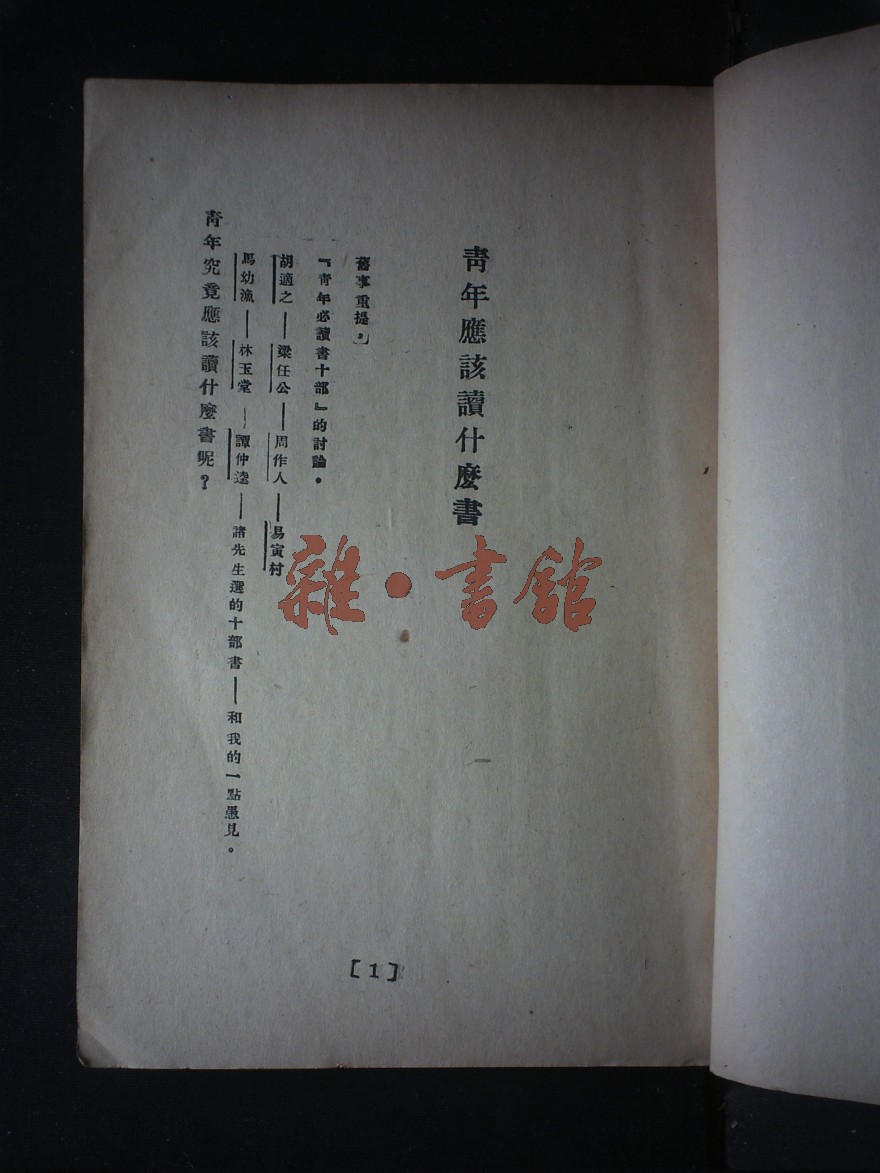 青年應該讀什麼書
舊事重提。
『青年必讀書十部』的討論。
胡適之——梁任公——周作人——易寅村
馬幼漁——林玉堂——譚仲逵——諸先生選的十部書——和我的一點愚見。
青年究竟應該讀什麼書呢？
[1]
雜·書館